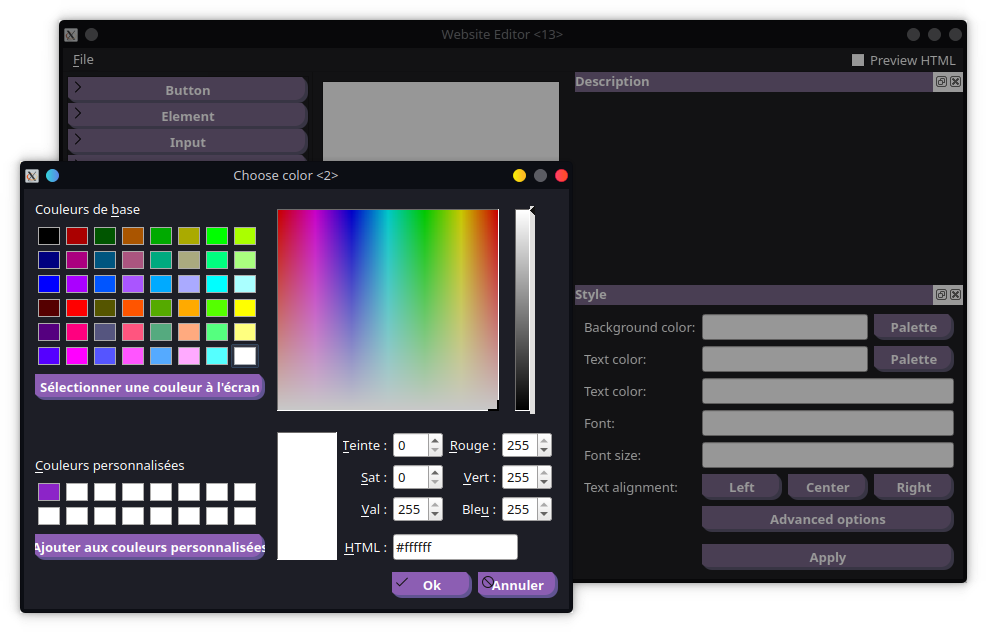 Website Editor <13>
File
Preview HTML
Button
Element
Input
Description
Choose color <2>
Couleurs de base
Sélectionner une couleur à l'écran
Couleurs personnalisées
Ajouter aux couleurs personnalisées
Teinte : 0
Rouge : 255
Sat : 0
Vert : 255
Val : 255
Bleu : 255
HTML : #ffffff
Ok
Annuler
Style
Background color:
Palette
Text color:
Palette
Text color:
Font:
Font size:
Text alignment:
Left
Center
Right
Advanced options
Apply